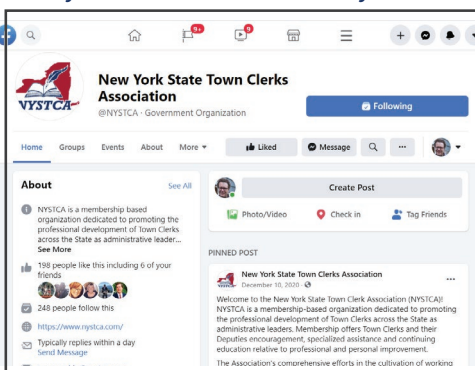 9+
9
NYSTCA
New York State Town Clerks
Association
@NYSTCA · Government Organization
Following
Home Groups Events About More Liked Message
About See All
NYSTCA is a membership based
organization dedicated to promoting the
professional development of Town Clerks
across the State as administrative leader...
See More
198 people like this including 6 of your
friends
248 people follow this
https://www.nystca.com/
Typically replies within a day
Send Message
Create Post
Photo/Video Check in Tag Friends
PINNED POST
New York State Town Clerks Association
December 10, 2020 ·
Welcome to the New York State Town Clerk Association (NYSTCA)!
NYSTCA is a membership-based organization dedicated to promoting
the professional development of Town Clerks across the State as
administrative leaders. Membership offers Town Clerks and their
Deputies encouragement, specialized assistance and continuing
education relative to professional and personal improvement.
The Association's comprehensive efforts in the cultivation of working